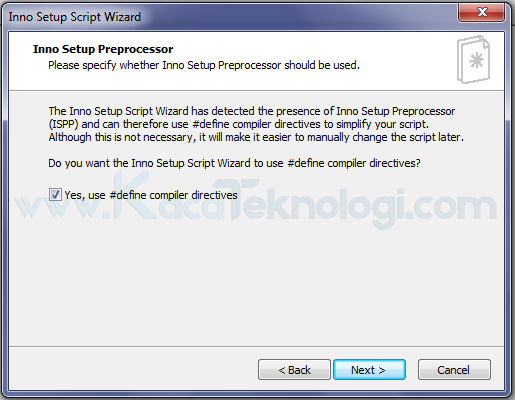 Inno Setup Script Wizard
Inno Setup Preprocessor
Please specify whether Inno Setup Preprocessor should be used.
The Inno Setup Script Wizard has detected the presence of Inno Setup Preprocessor
(ISPP) and can therefore use #define compiler directives to simplify your script.
Although this is not necessary, it will make it easier to manually change the script later.
Do you want the Inno Setup Script Wizard to use #define compiler directives?
Yes, use #define compiler directives
www.KacaTeknologi.com
< Back Next > Cancel